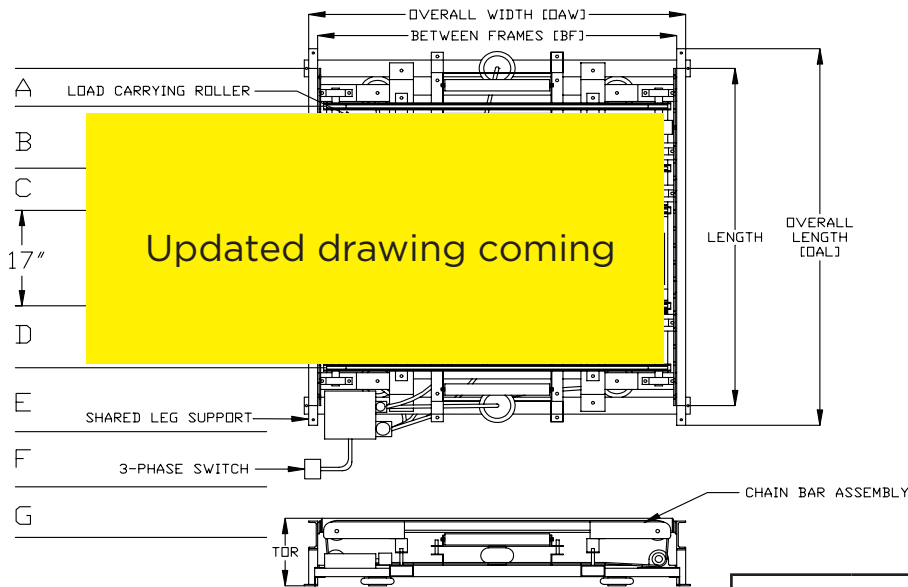 OVERALL WIDTH [OAW]
BETWEEN FRAMES [BF]
A
LOAD CARRYING ROLLER
B
C
17"
Updated drawing coming
LENGTH
OVERALL
LENGTH
[OAL]
D
E
SHARED LEG SUPPORT
F
3-PHASE SWITCH
G
CHAIN BAR ASSEMBLY
TOR